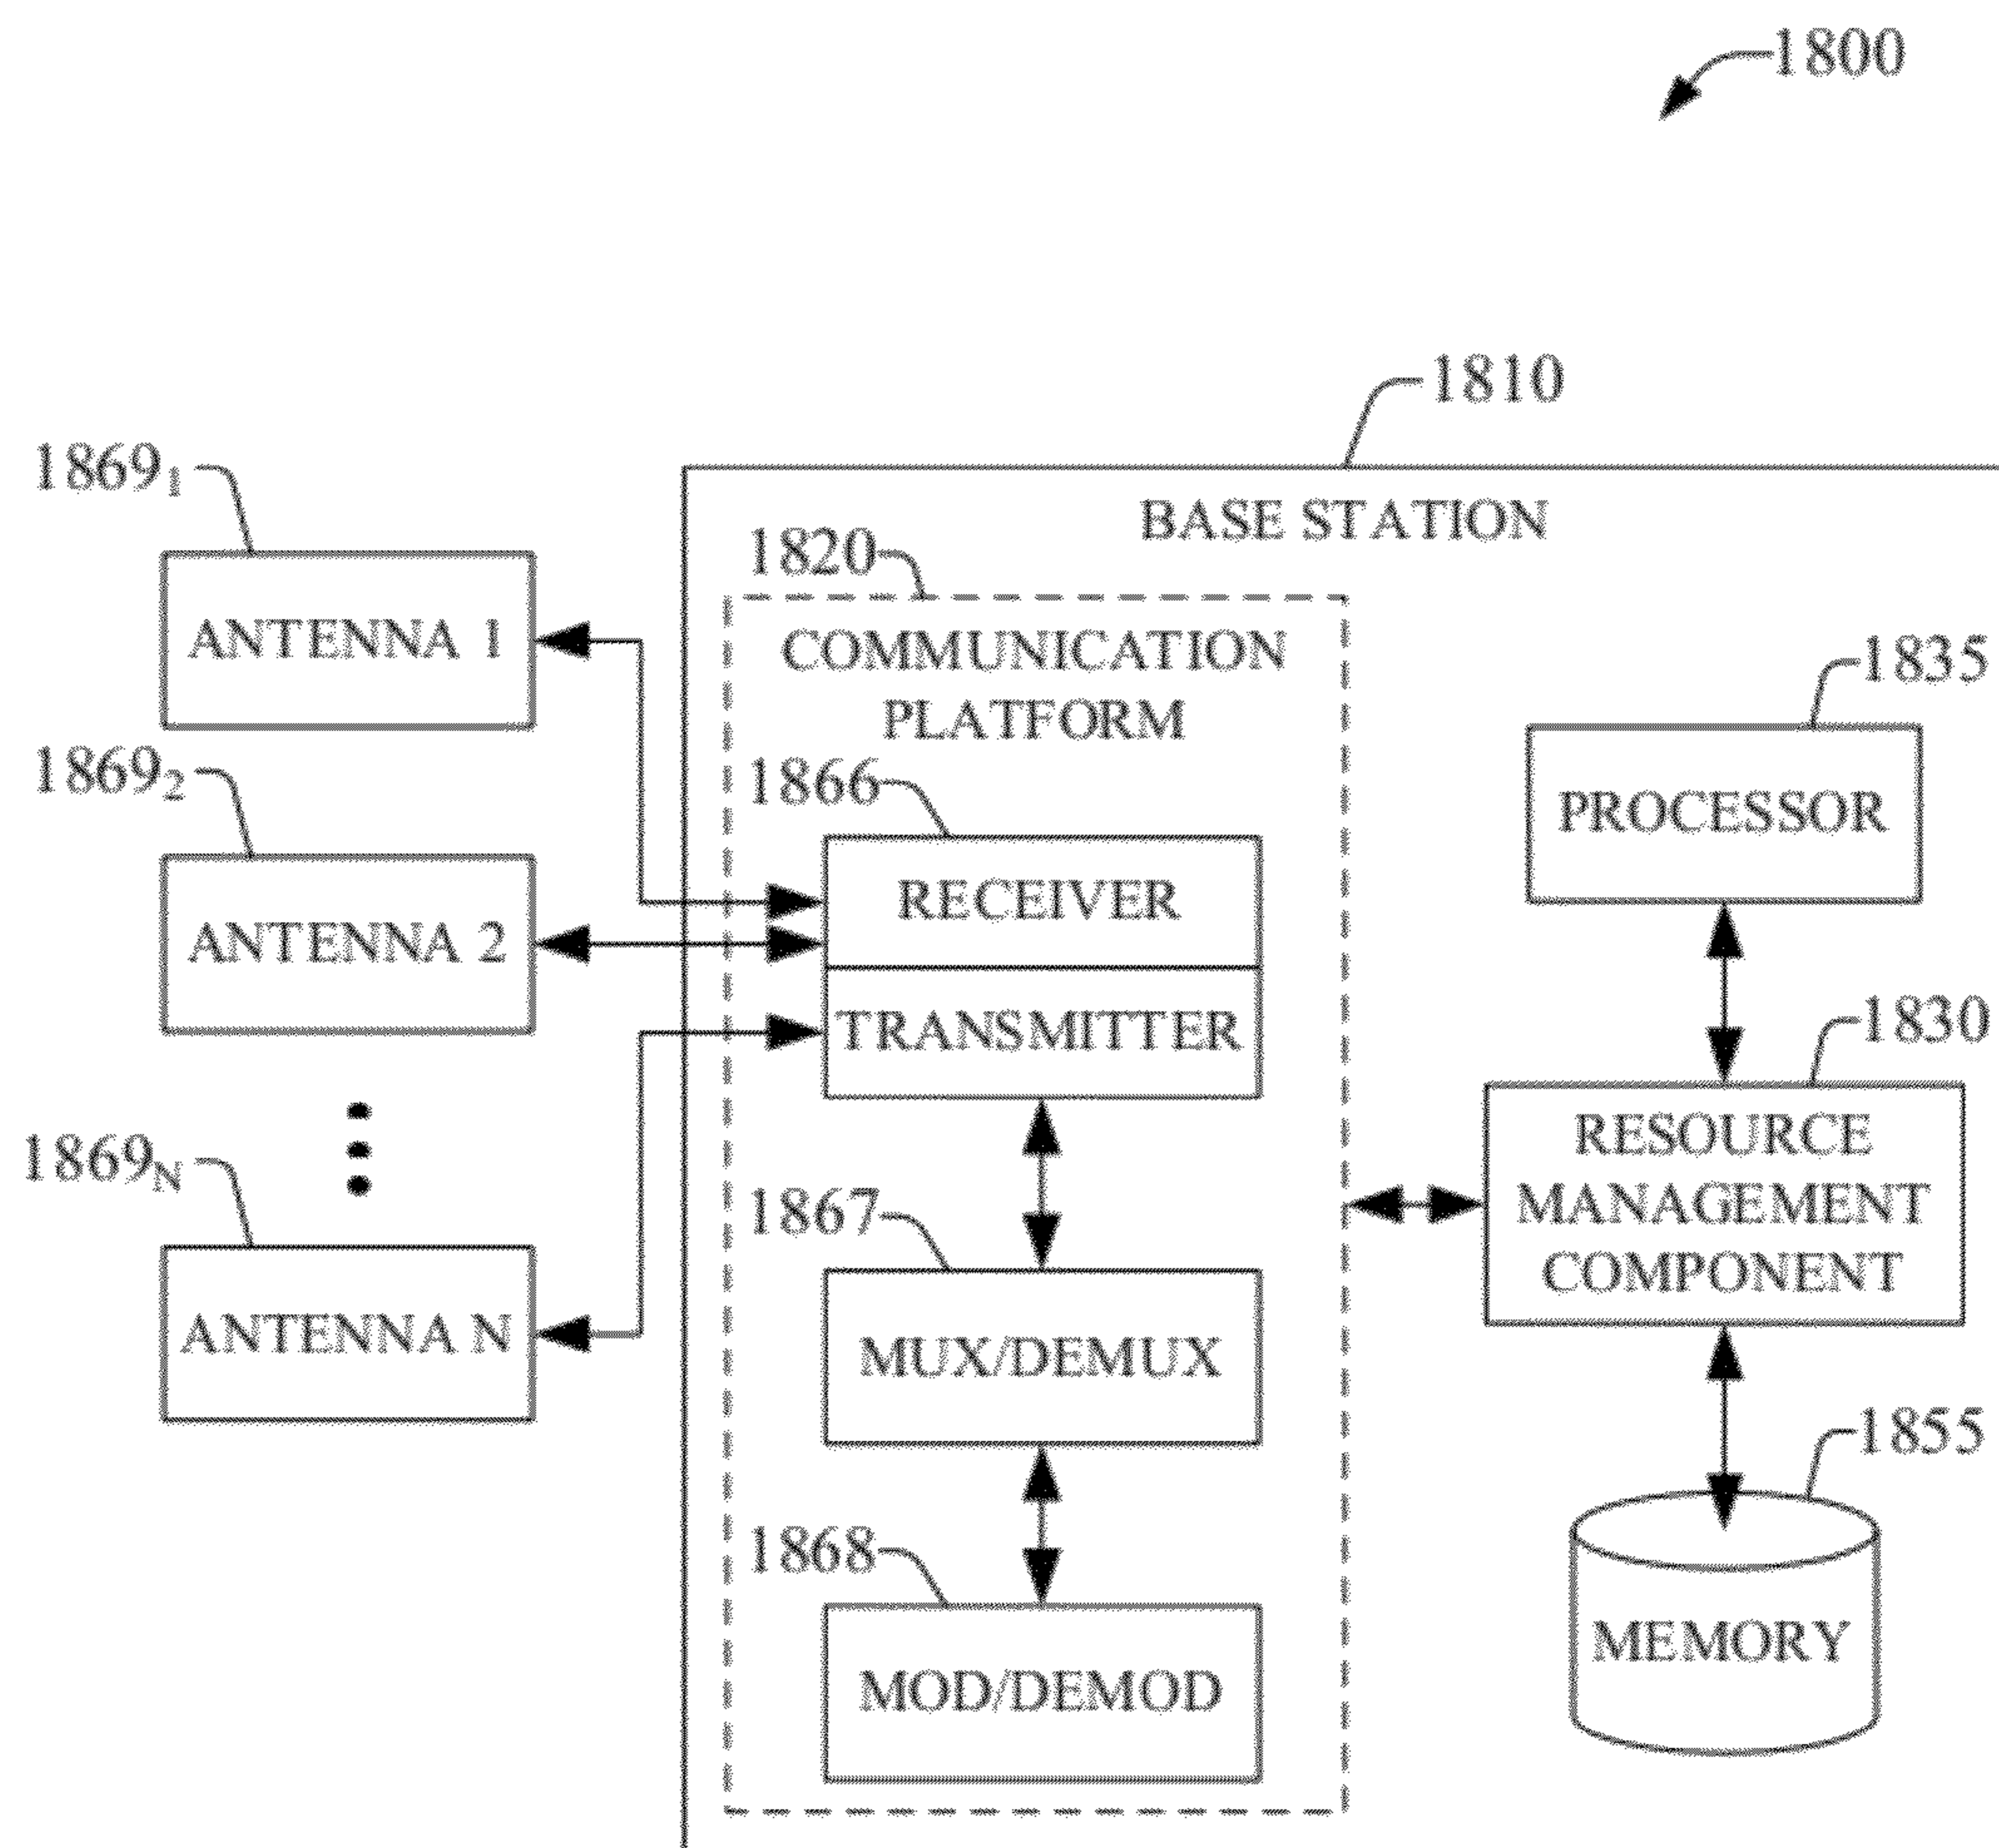 1800
1810
BASE STATION
1869₁
ANTENNA 1
1869₂
ANTENNA 2
1869N
ANTENNA N
1820
COMMUNICATION
PLATFORM
1866
RECEIVER
TRANSMITTER
1867
MUX/DEMUX
1868
MOD/DEMOD
1835
PROCESSOR
1830
RESOURCE
MANAGEMENT
COMPONENT
1855
MEMORY